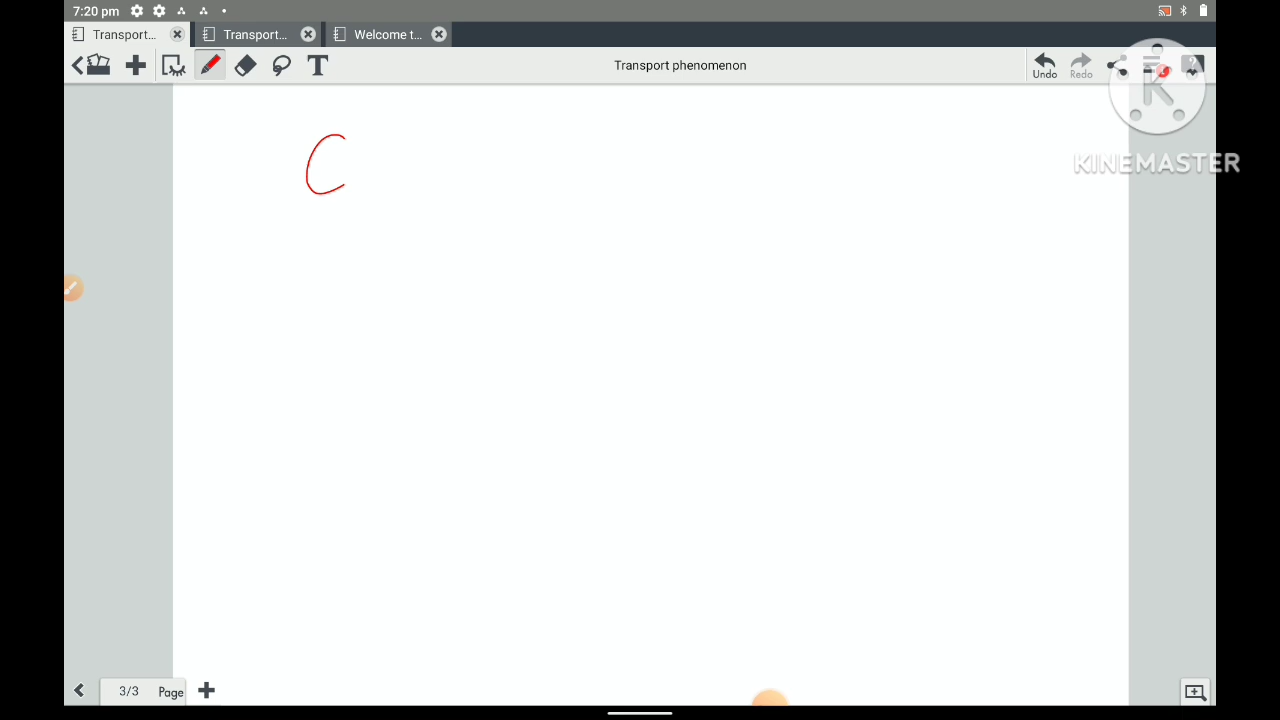 7:20 pm
Transport... Transport... Welcome t...
T Transport phenomenon Undo Redo ?
K
KINEMASTER
C
3/3 Page